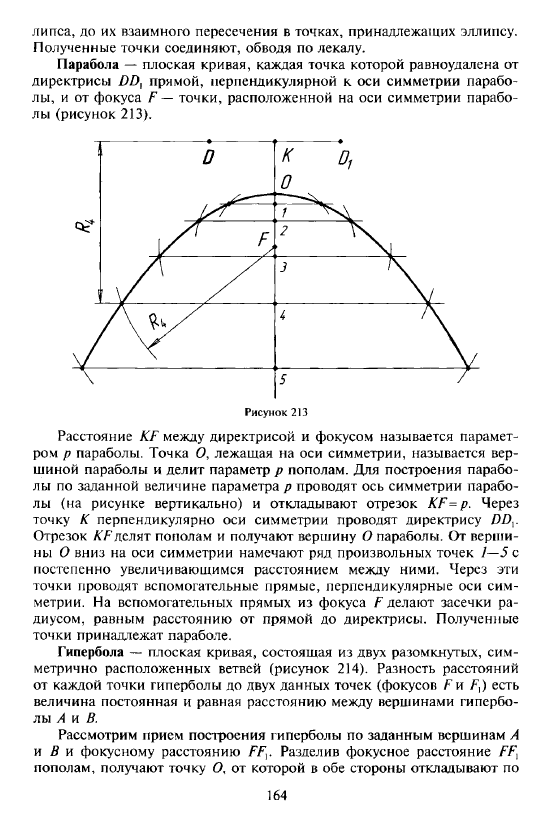 липса, до их взаимного пересечения в точках, принадлежащих эллипсу.
Полученные точки соединяют, обводя по лекалу.
Парабола — плоская кривая, каждая точка которой равноудалена от
директрисы DD₁ прямой, перпендикулярной к оси симметрии парабо-
лы, и от фокуса F — точки, расположенной на оси симметрии парабо-
лы (рисунок 213).
D K D₁
O
R₄
1
2
F
3
R₄
4
5
Рисунок 213
Расстояние KF между директрисой и фокусом называется парамет-
ром p параболы. Точка O, лежащая на оси симметрии, называется вер-
шиной параболы и делит параметр p пополам. Для построения парабо-
лы по заданной величине параметра p проводят ось симметрии парабо-
лы (на рисунке вертикально) и откладывают отрезок KF=p. Через
точку K перпендикулярно оси симметрии проводят директрису DD₁.
Отрезок KF делят пополам и получают вершину O параболы. От верши-
ны O вниз на оси симметрии намечают ряд произвольных точек 1—5 с
постепенно увеличивающимся расстоянием между ними. Через эти
точки проводят вспомогательные прямые, перпендикулярные оси сим-
метрии. На вспомогательных прямых из фокуса F делают засечки ра-
диусом, равным расстоянию от прямой до директрисы. Полученные
точки принадлежат параболе.
Гипербола — плоская кривая, состоящая из двух разомкнутых, сим-
метрично расположенных ветвей (рисунок 214). Разность расстояний
от каждой точки гиперболы до двух данных точек (фокусов F и F₁) есть
величина постоянная и равная расстоянию между вершинами гипербо-
лы A и B.
Рассмотрим прием построения гиперболы по заданным вершинам A
и B и фокусному расстоянию FF₁. Разделив фокусное расстояние FF₁
пополам, получают точку O, от которой в обе стороны откладывают по
164